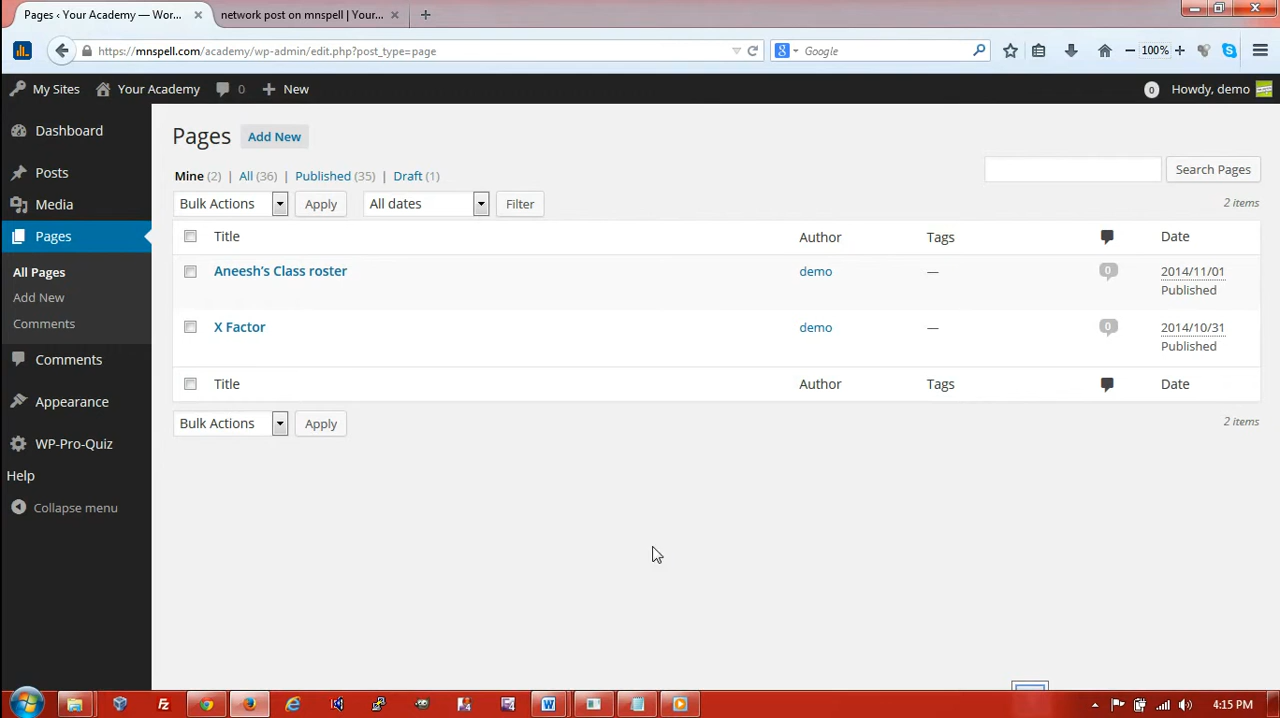 Pages ‹ Your Academy — Wor... × network post on mnspell | Your... × +
https://mnspell.com/academy/wp-admin/edit.php?post_type=page Google 100%
My Sites Your Academy 0 + New 0 Howdy, demo
Dashboard
Posts
Media
Pages
All Pages
Add New
Comments
Comments
Appearance
WP-Pro-Quiz
Help
Collapse menu
Pages Add New
Mine (2) | All (36) | Published (35) | Draft (1)
Search Pages
Bulk Actions Apply All dates Filter 2 items
Title Author Tags Date
Aneesh’s Class roster demo — 0 2014/11/01
Published
X Factor demo — 0 2014/10/31
Published
Title Author Tags Date
Bulk Actions Apply 2 items
4:15 PM